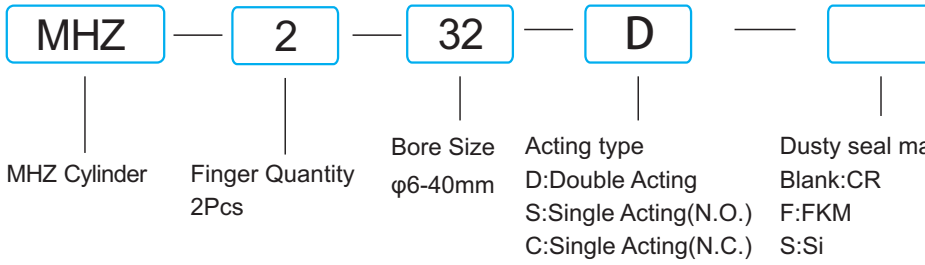 MHZ — 2 — 32 — D —
MHZ Cylinder
Finger Quantity
2Pcs
Bore Size
φ6-40mm
Acting type
D:Double Acting
S:Single Acting(N.O.)
C:Single Acting(N.C.)
Dusty seal ma
Blank:CR
F:FKM
S:Si